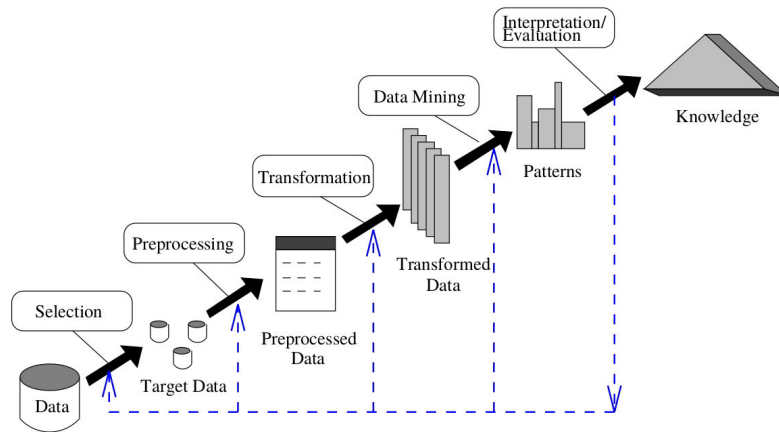 Interpretation/
Evaluation
Knowledge
Data Mining
Patterns
Transformation
Transformed
Data
Preprocessing
Preprocessed
Data
Selection
Target Data
Data